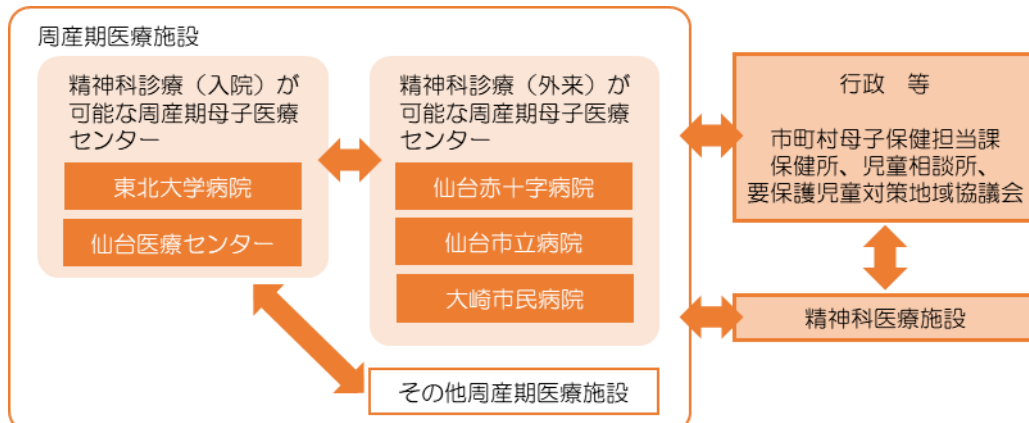 周産期医療施設
精神科診療（入院）が
可能な周産期母子医療
センター
東北大学病院
仙台医療センター
精神科診療（外来）が
可能な周産期母子医療
センター
仙台赤十字病院
仙台市立病院
大崎市民病院
その他周産期医療施設
行政　等
市町村母子保健担当課
保健所、児童相談所、
要保護児童対策地域協議会
精神科医療施設